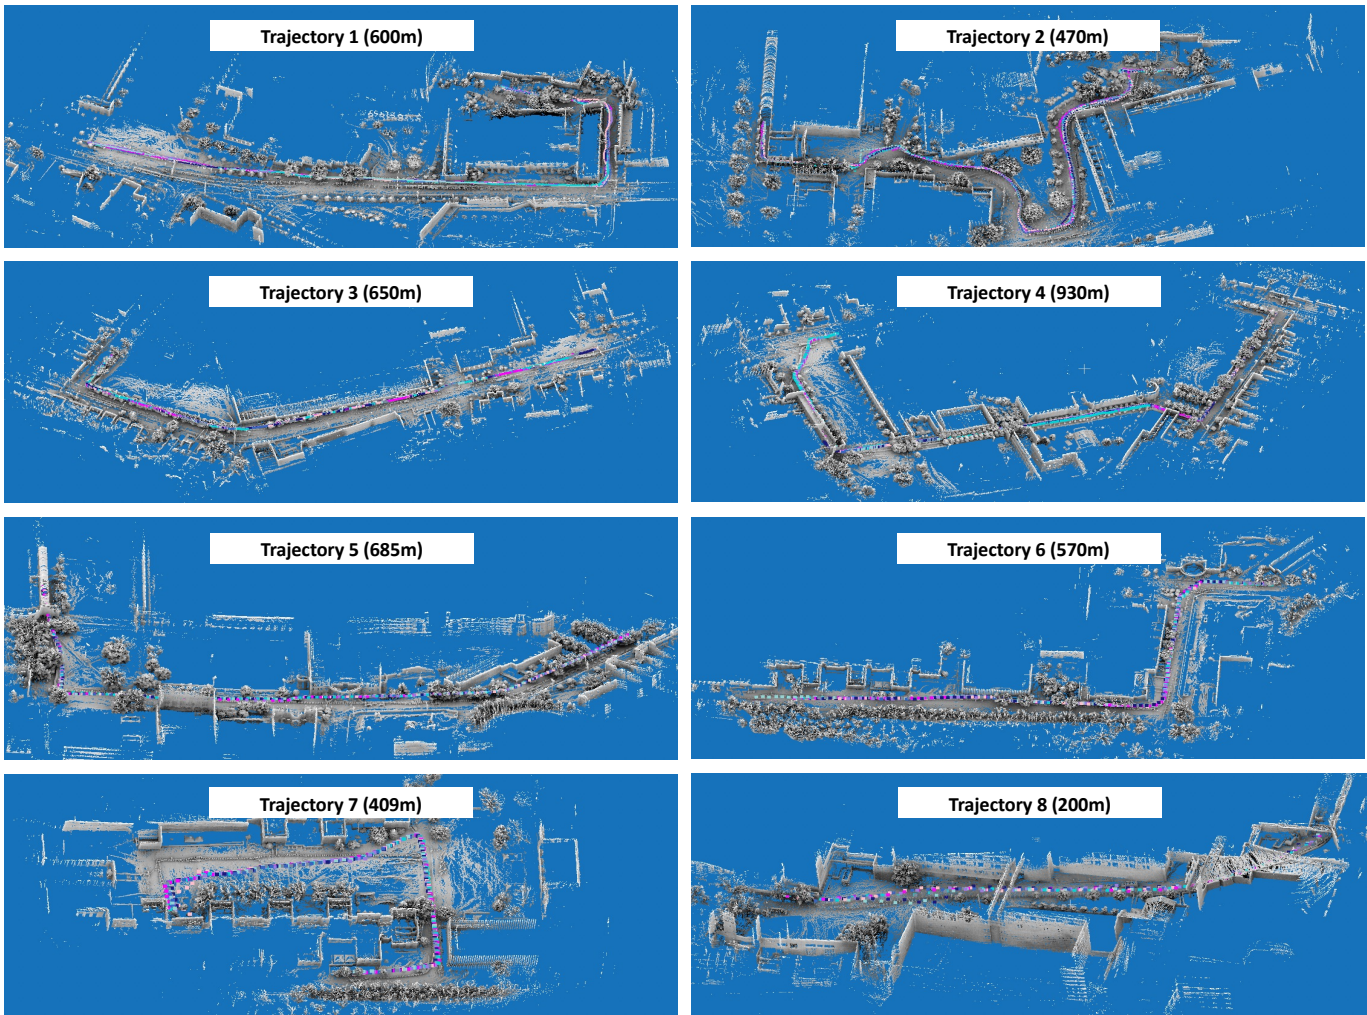 Trajectory 1 (600m)
Trajectory 2 (470m)
Trajectory 3 (650m)
Trajectory 4 (930m)
Trajectory 5 (685m)
Trajectory 6 (570m)
Trajectory 7 (409m)
Trajectory 8 (200m)